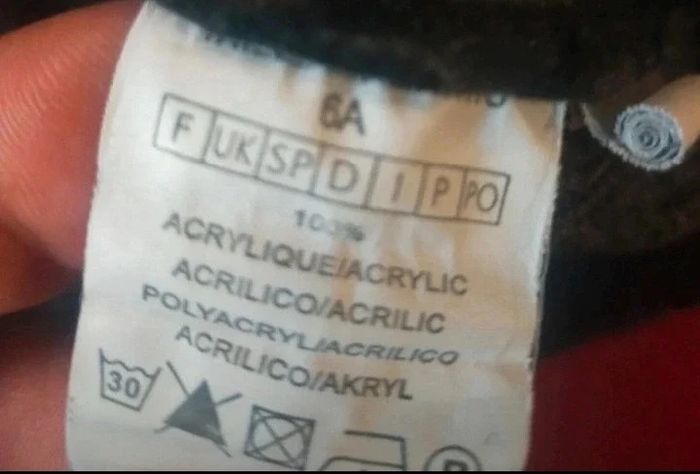 6A
F UK SP D I P PO
100%
ACRYLIQUE/ACRYLIC
ACRILICO/ACRILIC
POLYACRYL/ACRILICO
ACRILICO/AKRYL
30